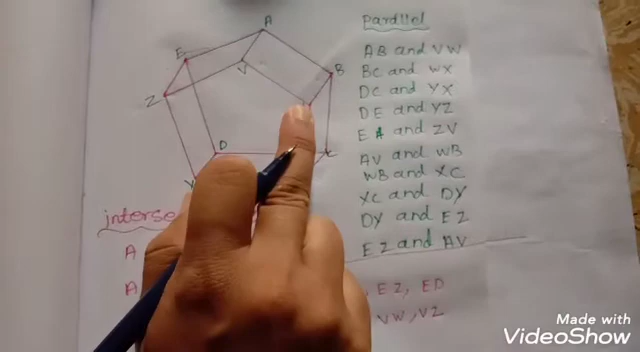 A
Parallel
AB and VW
E
V
B
BC and WX
Z
DC and YX
DE and YZ
EA and ZV
D
C
AV and WB
WB and XC
XC and DY
DY and EZ
EZ and AV
A
A
, EZ, ED
VW, VZ
Made with
VideoShow